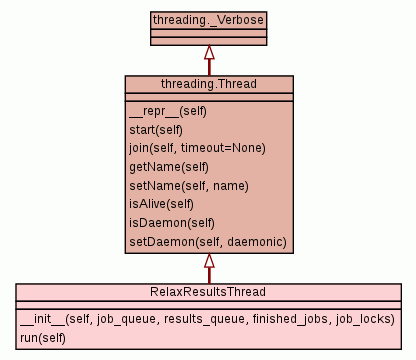 threading._Verbose
threading.Thread
__repr__(self)
start(self)
join(self, timeout=None)
getName(self)
setName(self, name)
isAlive(self)
isDaemon(self)
setDaemon(self, daemonic)
RelaxResultsThread
__init__(self, job_queue, results_queue, finished_jobs, job_locks)
run(self)